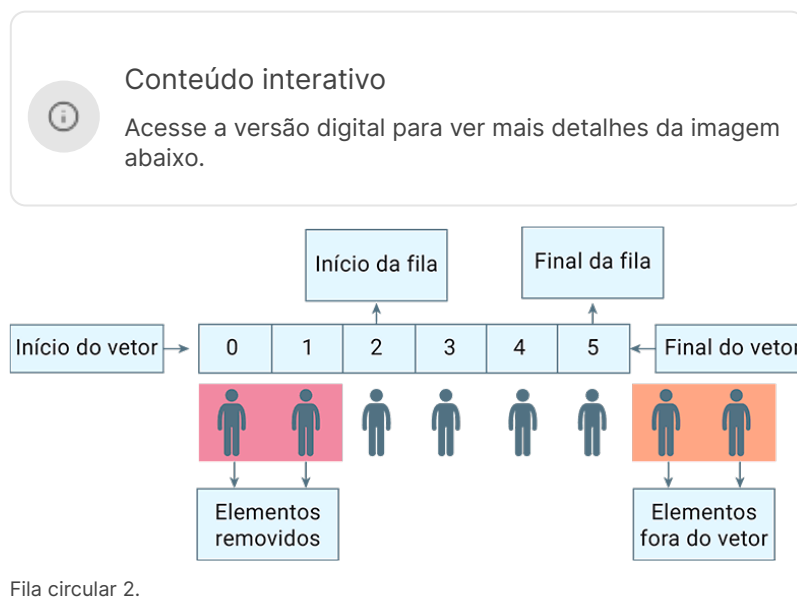 Conteúdo interativo
Acesse a versão digital para ver mais detalhes da imagem
abaixo.
Início da fila
Final da fila
Início do vetor
0 1 2 3 4 5
Final do vetor
Elementos
removidos
Elementos
fora do vetor
Fila circular 2.